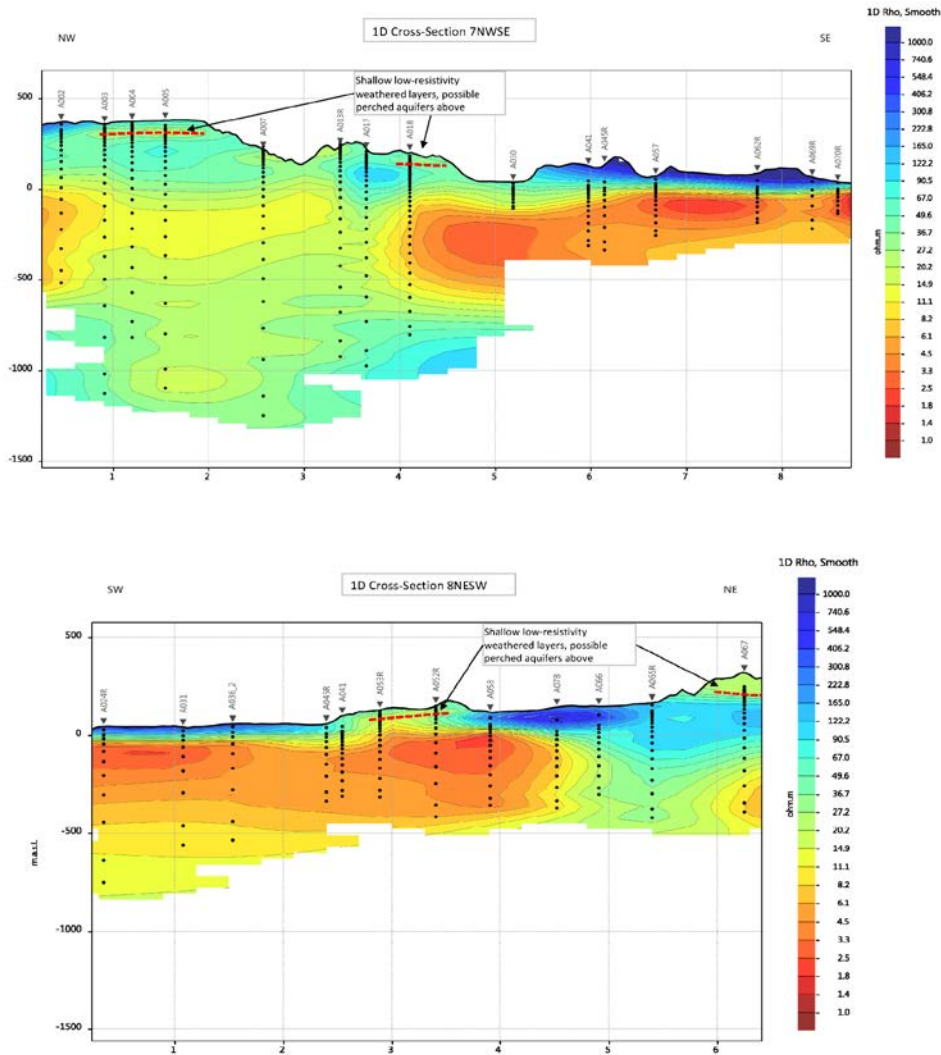 1D Rho, Smooth
1D Cross-Section 7NWSE
NW
SE
Shallow low-resistivity
weathered layers, possible
perched aquifers above
A002
A003
A004
A005
A007
A013R
A017
A018
A041
A045R
A057
A062R
A069R
A070R
500
0
-500
-1000
-1500
1
2
3
4
5
6
7
8
1000.0
740.6
548.4
406.2
300.8
222.8
165.0
122.2
90.5
67.0
49.6
36.7
27.2
20.2
14.9
11.1
8.2
6.1
4.5
3.3
2.5
1.8
1.4
1.0
ohm.m
1D Rho, Smooth
1D Cross-Section 8NESW
SW
NE
Shallow low-resistivity
weathered layers, possible
perched aquifers above
A024R
A031
A036_2
A045R
A041
A053R
A052R
A058
A078
A066
A065R
A067
500
0
-500
-1000
-1500
m.a.s.l.
1
2
3
4
5
6
1000.0
740.6
548.4
406.2
300.8
222.8
165.0
122.2
90.5
67.0
49.6
36.7
27.2
20.2
14.9
11.1
8.2
6.1
4.5
3.3
2.5
1.8
1.4
1.0
ohm.m